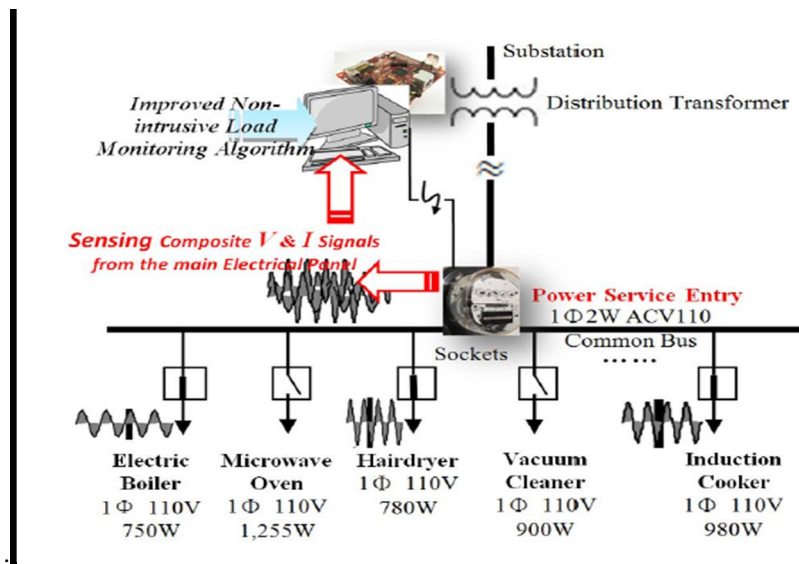 Substation
Distribution Transformer
Improved Non-
intrusive Load
Monitoring Algorithm
Sensing Composite V & I Signals
from the main Electrical Panel
Power Service Entry
1Φ2W ACV110
Common Bus
Sockets
......
Electric Boiler
1Φ 110V
750W
Microwave Oven
1Φ 110V
1,255W
Hairdryer
1Φ 110V
780W
Vacuum Cleaner
1Φ 110V
900W
Induction Cooker
1Φ 110V
980W